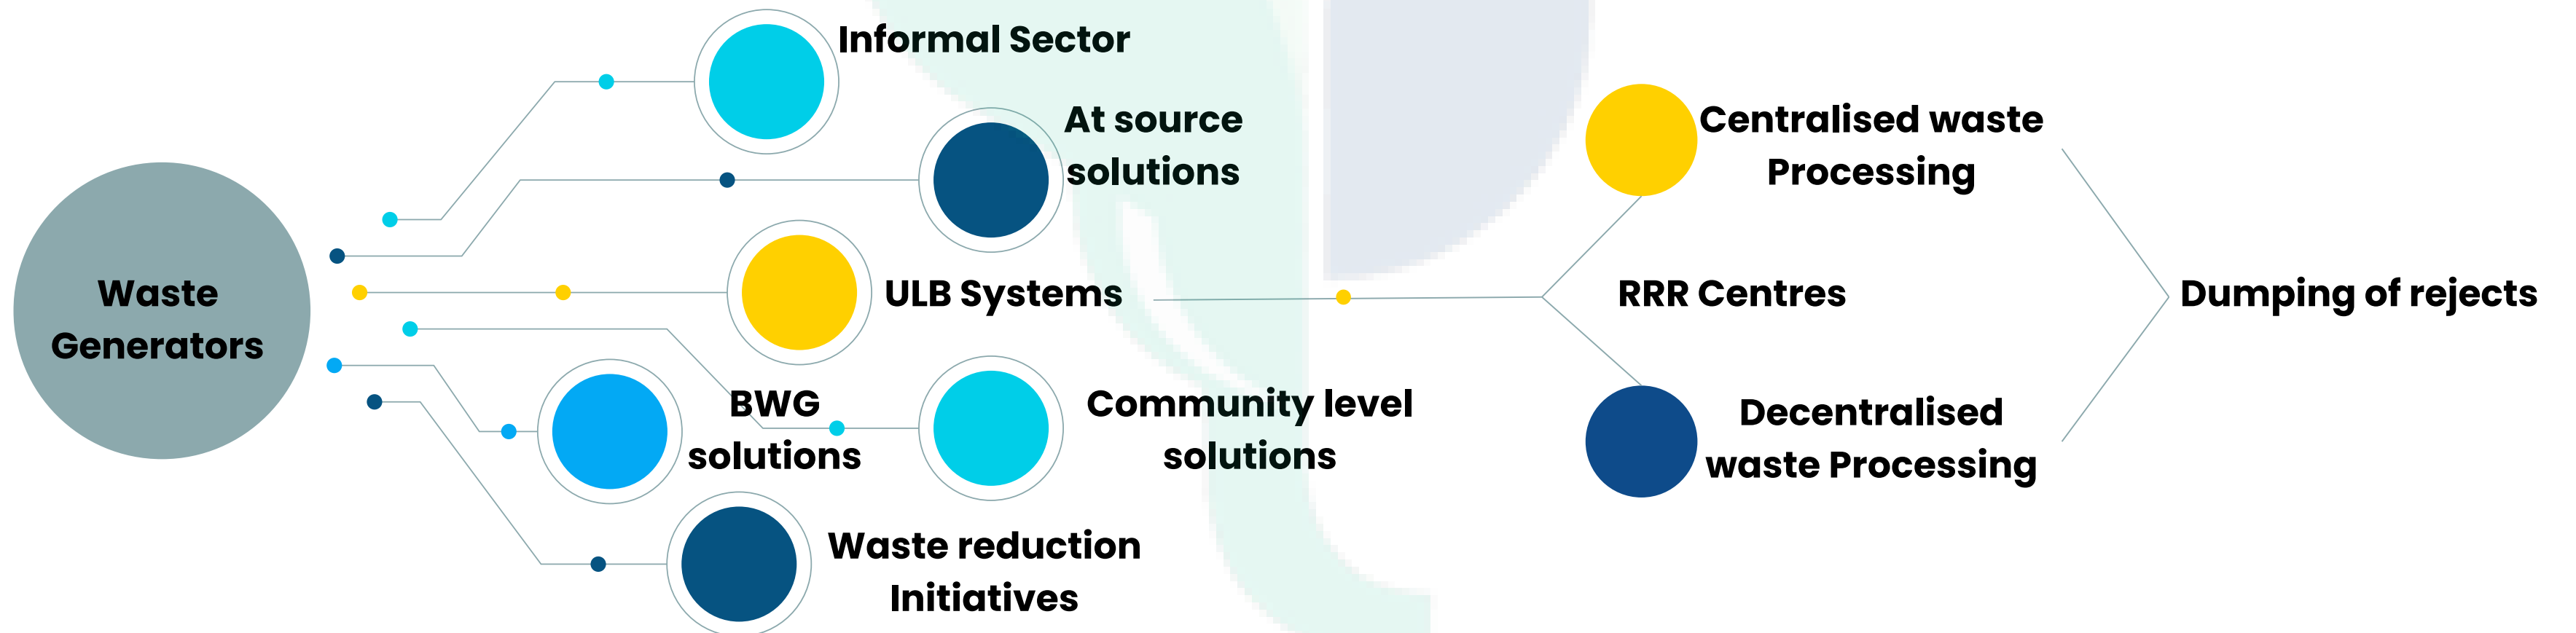 Waste
Generators
Informal Sector
At source
solutions
ULB Systems
BWG
solutions
Community level
solutions
Waste reduction
Initiatives
Centralised waste
Processing
RRR Centres
Decentralised
waste Processing
Dumping of rejects